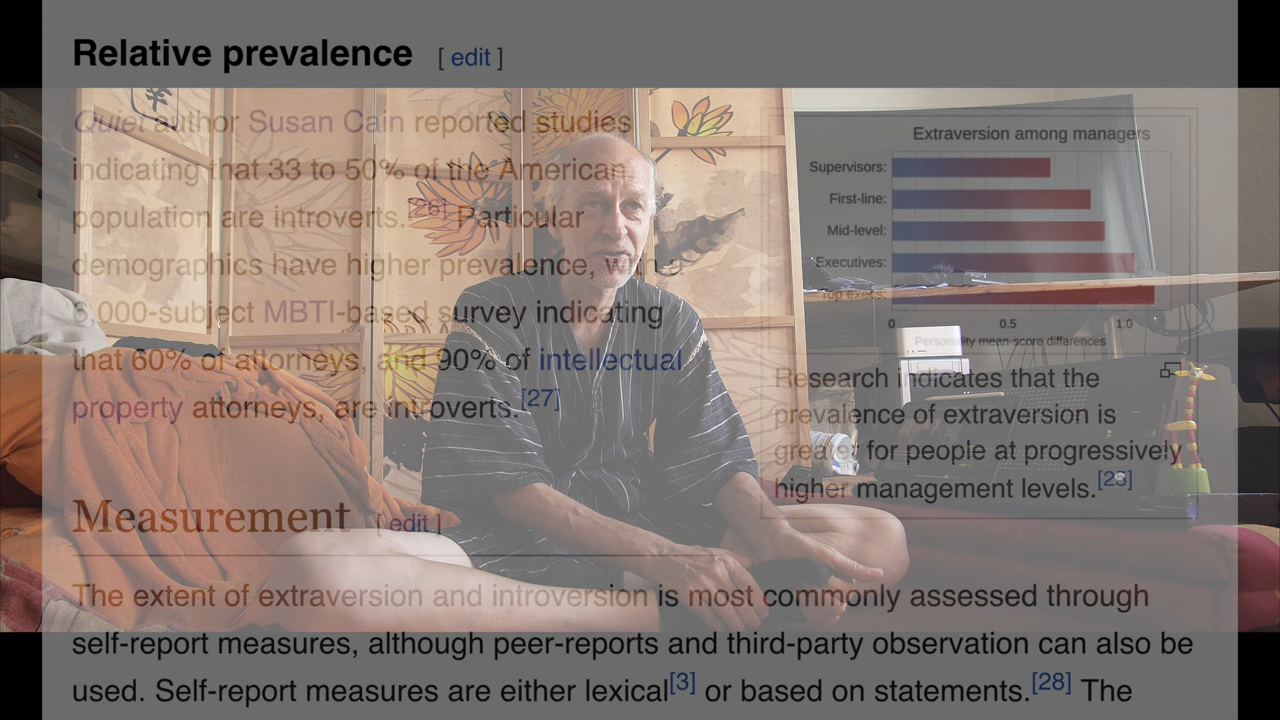 Relative prevalence [ edit ]
Quiet author Susan Cain reported studies
indicating that 33 to 50% of the American
population are introverts.[26] Particular
demographics have higher prevalence, with a
6,000-subject MBTI-based survey indicating
that 60% of attorneys, and 90% of intellectual
property attorneys, are introverts.[27]
Extraversion among managers
Supervisors:
First-line:
Mid-level:
Executives:
Top execs:
0 0.5 1.0
Personality mean-score differences
Research indicates that the
prevalence of extraversion is
greater for people at progressively
higher management levels.[25]
Measurement [ edit ]
The extent of extraversion and introversion is most commonly assessed through
self-report measures, although peer-reports and third-party observation can also be
used. Self-report measures are either lexical[3] or based on statements.[28] The